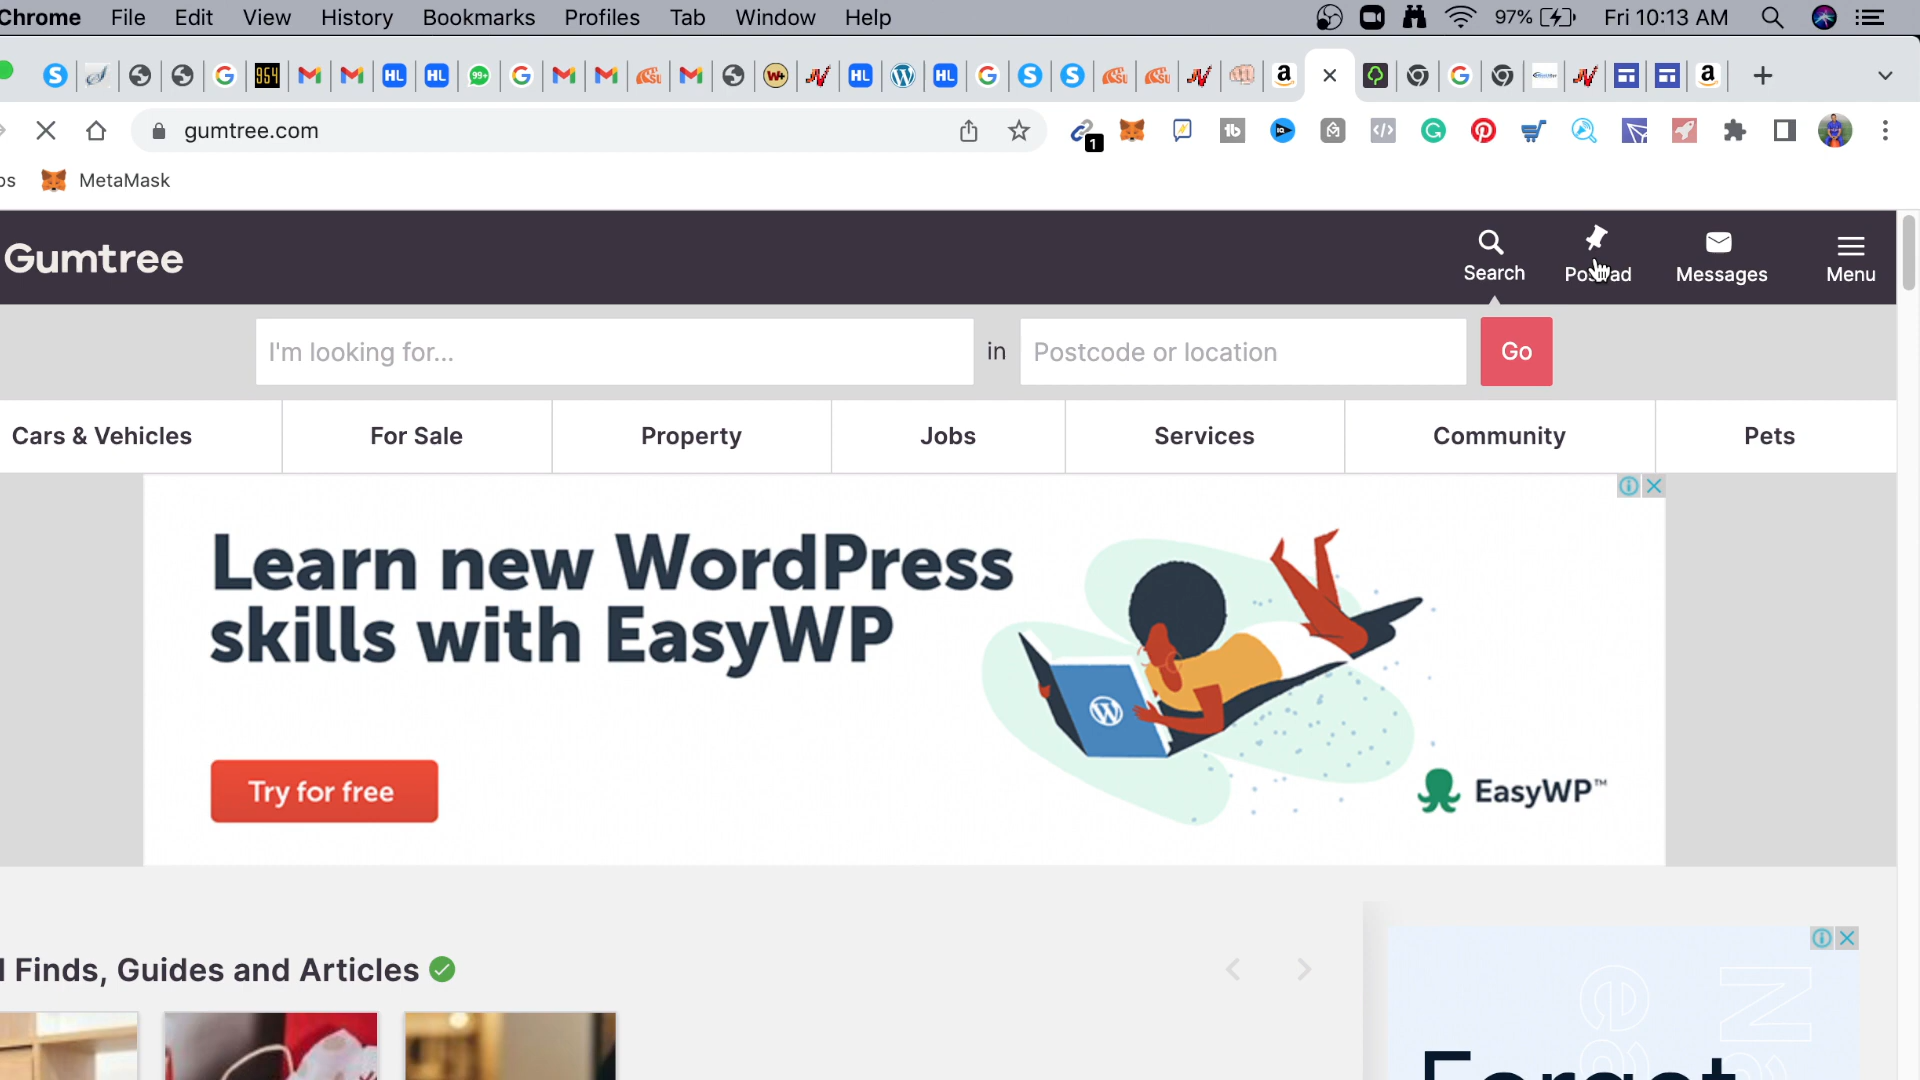 Chrome File Edit View History Bookmarks Profiles Tab Window Help 97% Fri 10:13 AM
gumtree.com
1
MetaMask
Gumtree
Search Messages Menu
I'm looking for... in Postcode or location Go
Cars & Vehicles For Sale Property Jobs Services Community Pets
Learn new WordPress
skills with EasyWP
Try for free
EasyWP™
Finds, Guides and Articles